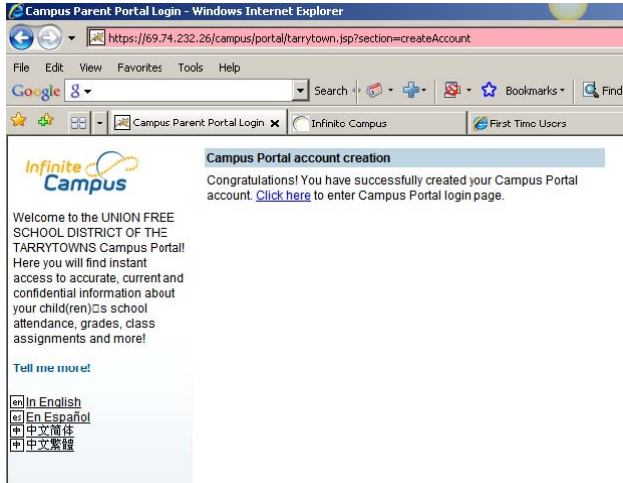 Campus Parent Portal Login - Windows Internet Explorer
https://69.74.232.26/campus/portal/tarrytown.jsp?section=createAccount
File Edit View Favorites Tools Help
Google Search Bookmarks Find
Campus Parent Portal Login Infinite Campus First Time Users
Infinite
Campus
Welcome to the UNION FREE
SCHOOL DISTRICT OF THE
TARRYTOWNS Campus Portal!
Here you will find instant
access to accurate, current and
confidential information about
your child(ren)□s school
attendance, grades, class
assignments and more!
Tell me more!
en In English
es En Español
中 中文简体
中 中文繁體
Campus Portal account creation
Congratulations! You have successfully created your Campus Portal
account. Click here to enter Campus Portal login page.